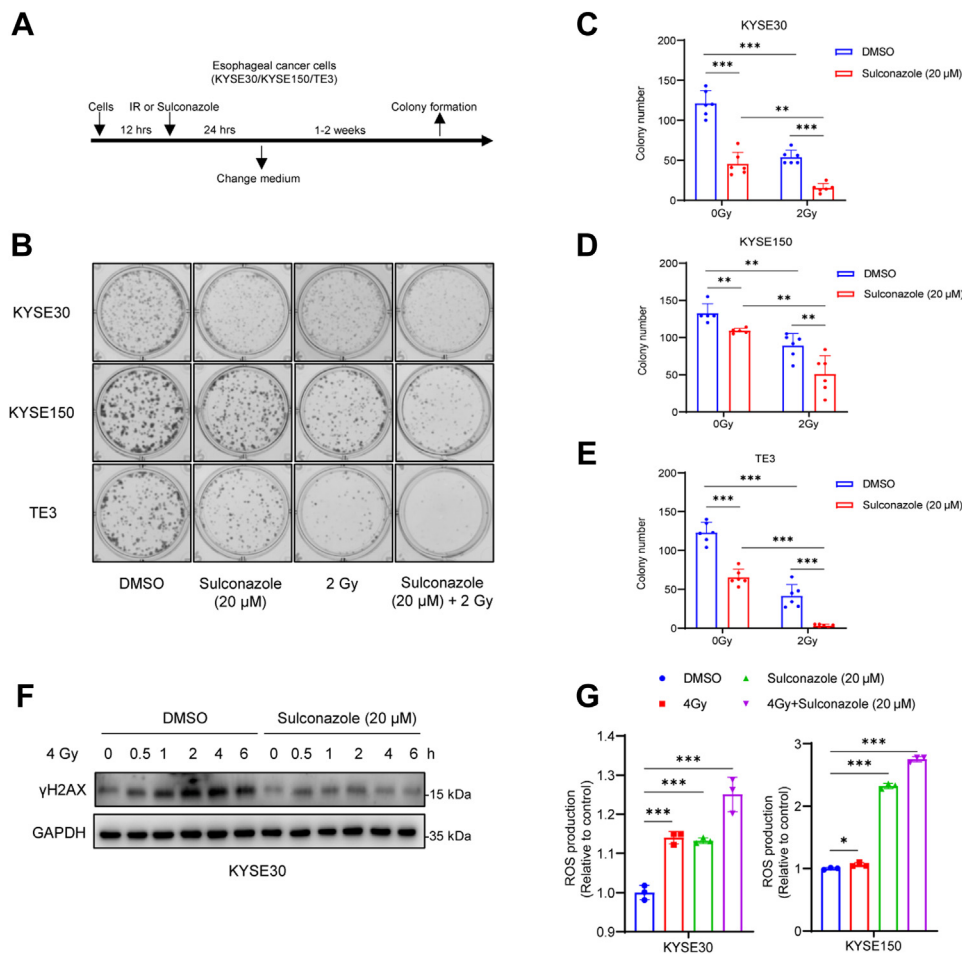 A
Esophageal cancer cells
(KYSE30/KYSE150/TE3)
Cells
IR or Sulconazole
Colony formation
12 hrs
24 hrs
1-2 weeks
Change medium
B
KYSE30
KYSE150
TE3
DMSO
Sulconazole
(20 µM)
2 Gy
Sulconazole
(20 µM) + 2 Gy
C
KYSE30
DMSO
Sulconazole (20 µM)
Colony number
200
150
100
50
0
***
***
**
***
0Gy
2Gy
D
KYSE150
DMSO
Sulconazole (20 µM)
Colony number
200
150
100
50
0
**
**
**
**
0Gy
2Gy
E
TE3
DMSO
Sulconazole (20 µM)
Colony number
200
150
100
50
0
***
***
***
***
0Gy
2Gy
F
DMSO
Sulconazole (20 µM)
4 Gy 0 0.5 1 2 4 6 0 0.5 1 2 4 6 h
γH2AX
-15 kDa
GAPDH
-35 kDa
KYSE30
G
DMSO
Sulconazole (20 µM)
4Gy
4Gy+Sulconazole (20 µM)
ROS production
(Relative to control)
1.4
1.3
1.2
1.1
1.0
0.9
***
***
***
KYSE30
ROS production
(Relative to control)
3
2
1
0
***
***
*
KYSE150